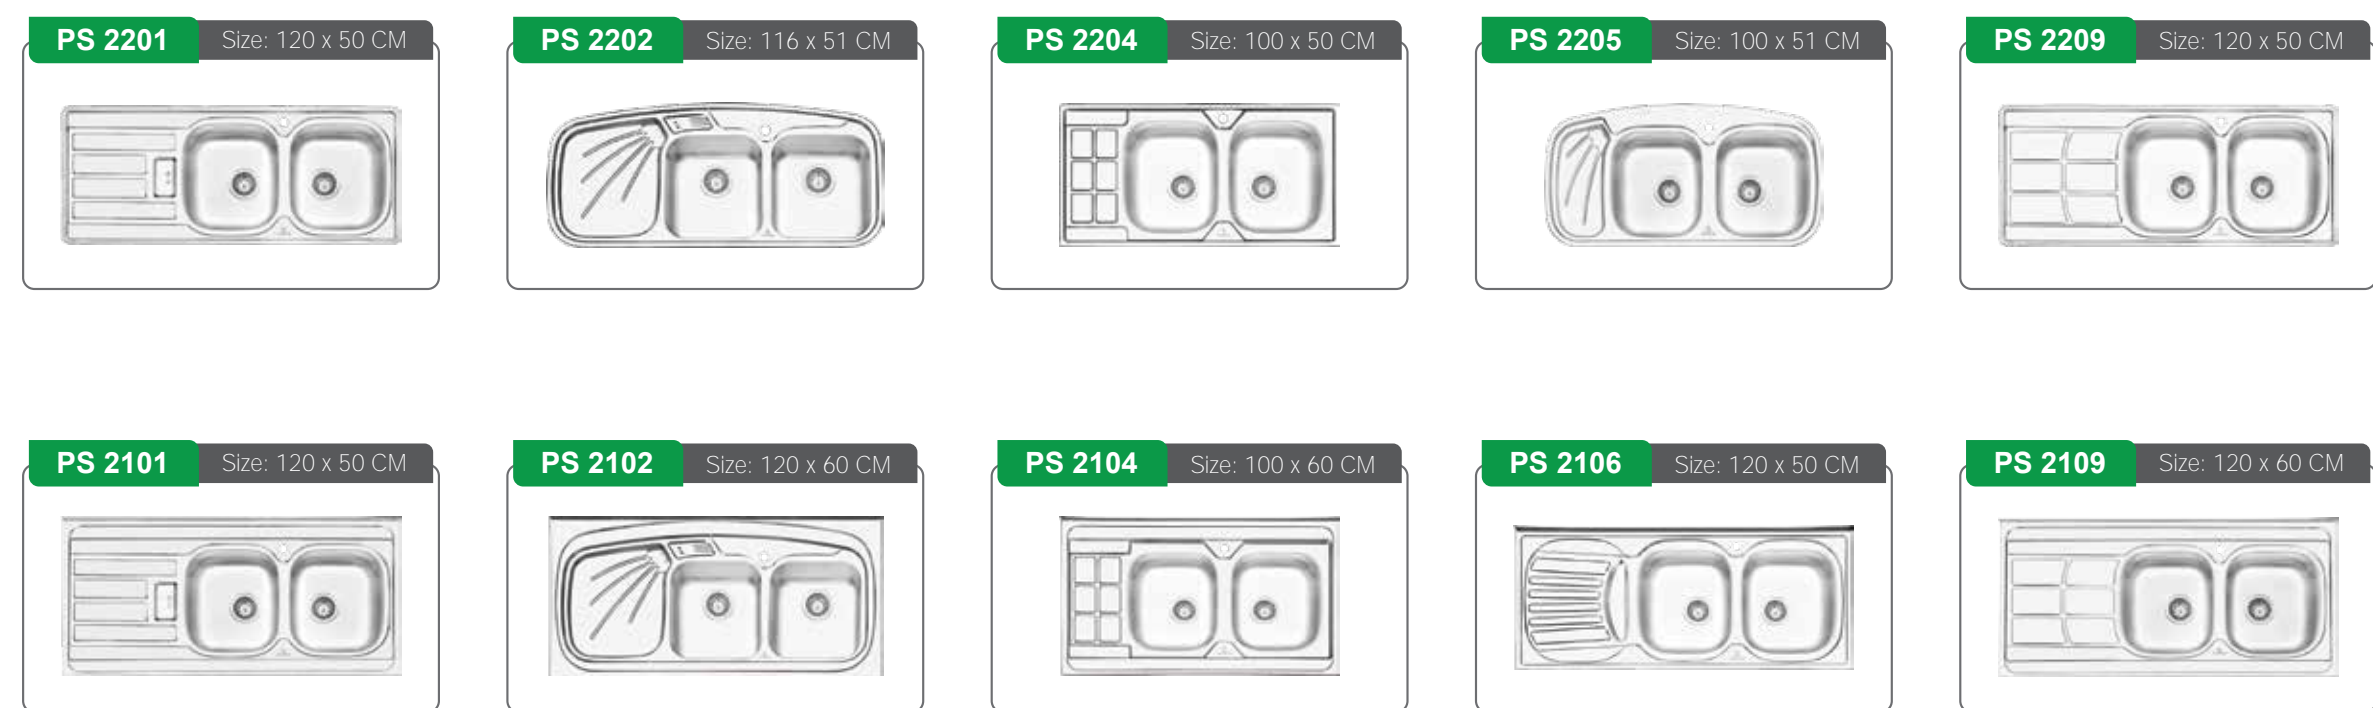 PS 2201 Size: 120 x 50 CM
PS 2202 Size: 116 x 51 CM
PS 2204 Size: 100 x 50 CM
PS 2205 Size: 100 x 51 CM
PS 2209 Size: 120 x 50 CM
PS 2101 Size: 120 x 50 CM
PS 2102 Size: 120 x 60 CM
PS 2104 Size: 100 x 60 CM
PS 2106 Size: 120 x 50 CM
PS 2109 Size: 120 x 60 CM